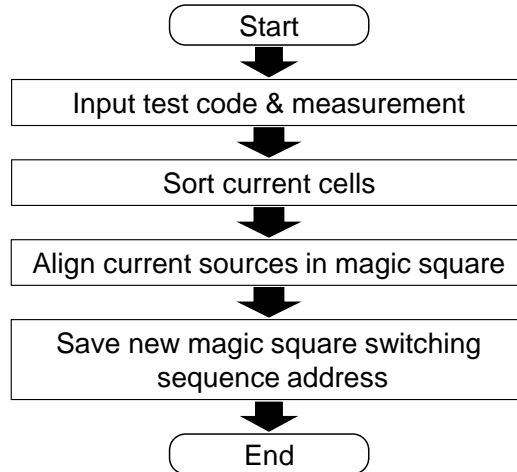 Start
Input test code & measurement
Sort current cells
Align current sources in magic square
Save new magic square switching
sequence address
End